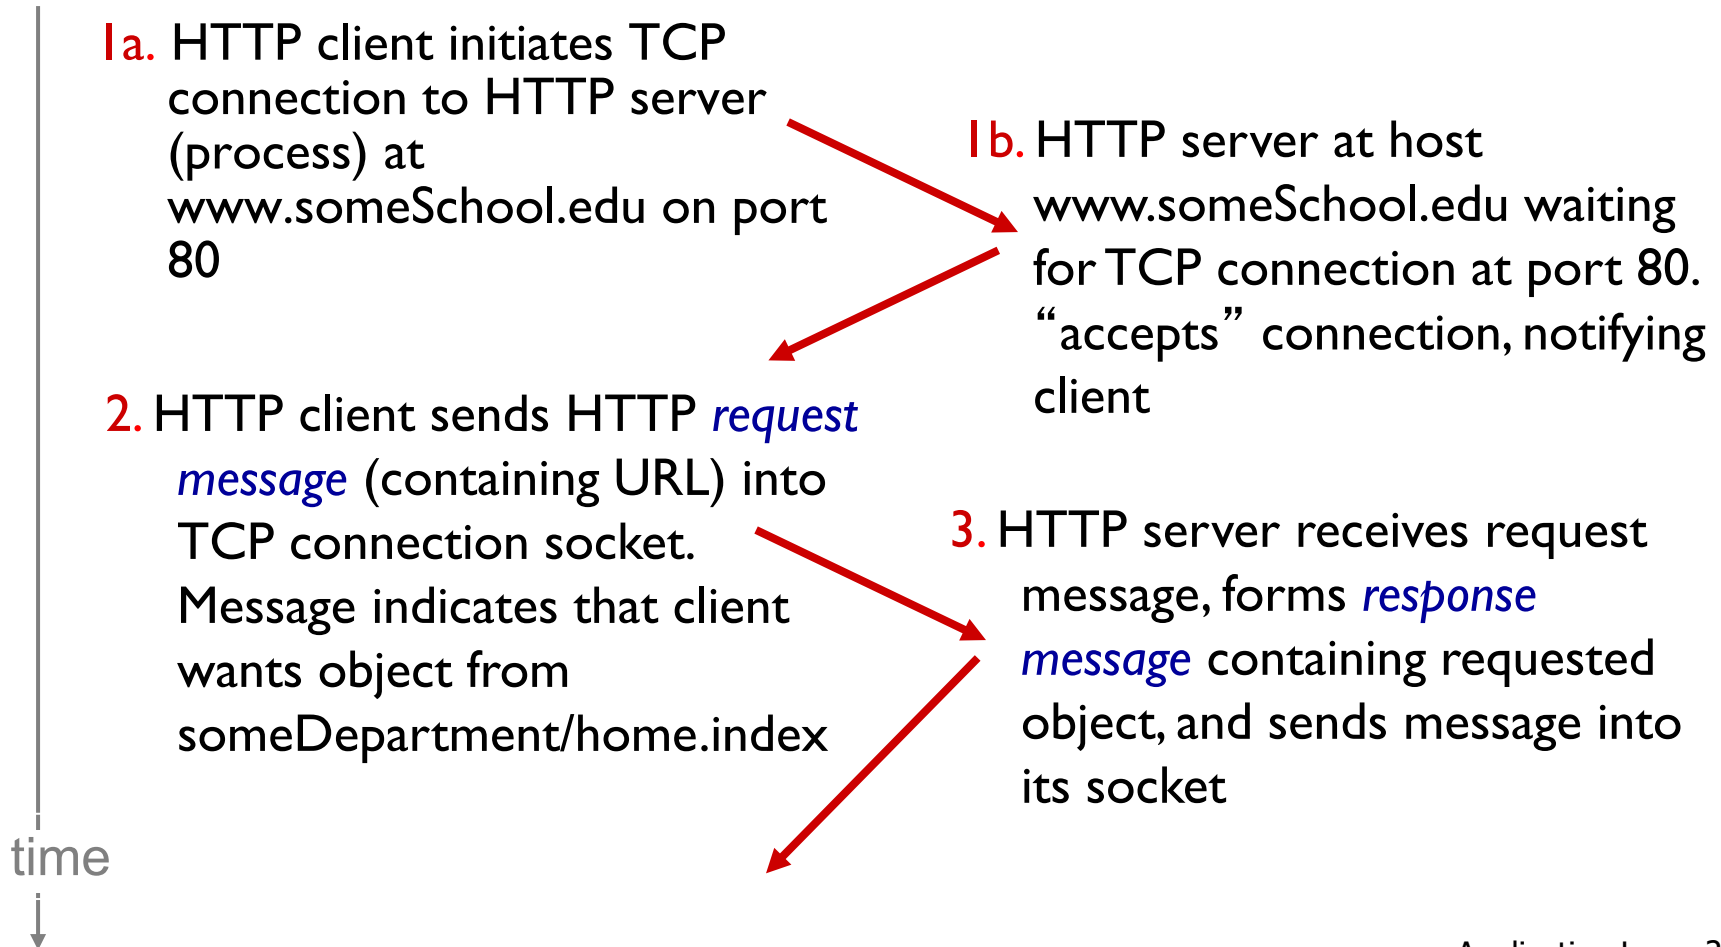 1a. HTTP client initiates TCP
connection to HTTP server
(process) at
www.someSchool.edu on port
80
1b. HTTP server at host
www.someSchool.edu waiting
for TCP connection at port 80.
“accepts” connection, notifying
client
2. HTTP client sends HTTP request
message (containing URL) into
TCP connection socket.
Message indicates that client
wants object from
someDepartment/home.index
3. HTTP server receives request
message, forms response
message containing requested
object, and sends message into
its socket
time